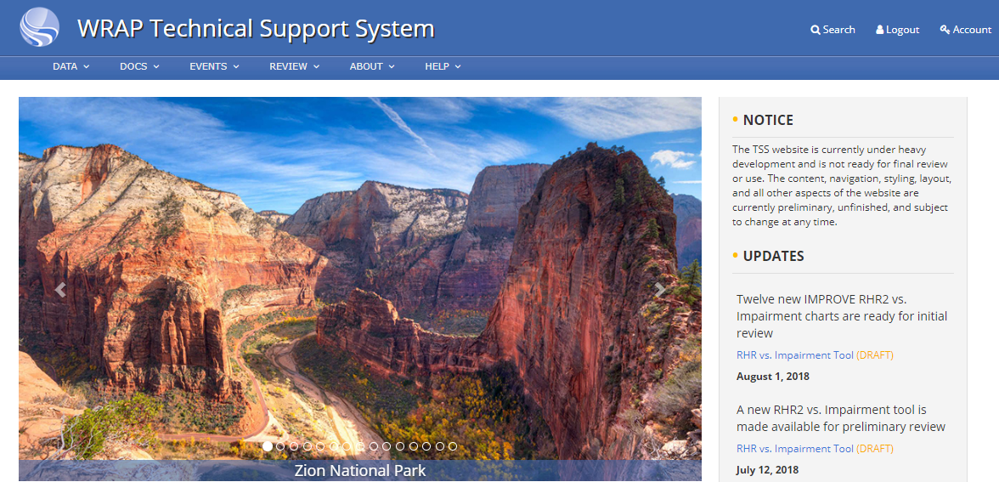 WRAP Technical Support System
Search Logout Account
DATA DOCS EVENTS REVIEW ABOUT HELP
Zion National Park
NOTICE
The TSS website is currently under heavy
development and is not ready for final review
or use. The content, navigation, styling, layout,
and all other aspects of the website are
currently preliminary, unfinished, and subject
to change at any time.
UPDATES
Twelve new IMPROVE RHR2 vs.
Impairment charts are ready for initial
review
RHR vs. Impairment Tool (DRAFT)
August 1, 2018
A new RHR2 vs. Impairment tool is
made available for preliminary review
RHR vs. Impairment Tool (DRAFT)
July 12, 2018